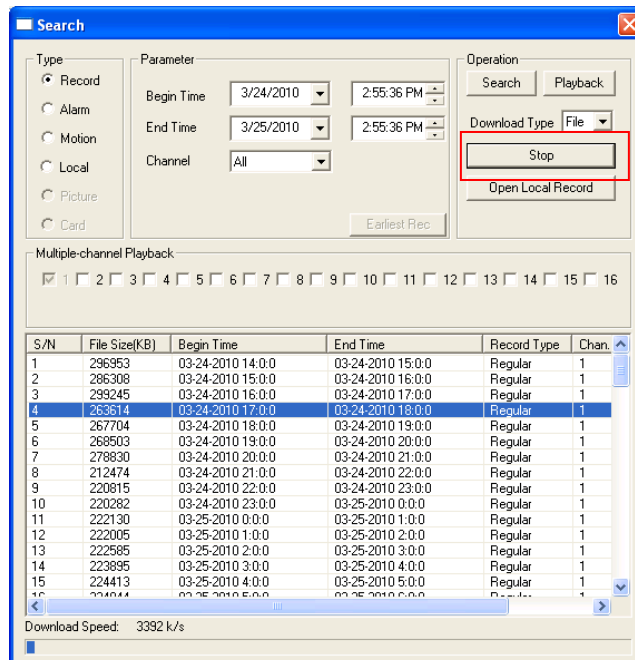 Search
Type
Parameter
Operation
Record
Begin Time 3/24/2010 2:55:36 PM
Search Playback
Alarm
End Time 3/25/2010 2:55:36 PM
Download Type File
Motion
Channel All
Stop
Local
Open Local Record
Picture
Card
Earliest Rec
Multiple-channel Playback
1 2 3 4 5 6 7 8 9 10 11 12 13 14 15 16
S/N File Size(KB) Begin Time End Time Record Type Chan.
1 296953 03-24-2010 14:0:0 03-24-2010 15:0:0 Regular 1
2 286308 03-24-2010 15:0:0 03-24-2010 16:0:0 Regular 1
3 299245 03-24-2010 16:0:0 03-24-2010 17:0:0 Regular 1
4 263614 03-24-2010 17:0:0 03-24-2010 18:0:0 Regular 1
5 267704 03-24-2010 18:0:0 03-24-2010 19:0:0 Regular 1
6 268503 03-24-2010 19:0:0 03-24-2010 20:0:0 Regular 1
7 278830 03-24-2010 20:0:0 03-24-2010 21:0:0 Regular 1
8 212474 03-24-2010 21:0:0 03-24-2010 22:0:0 Regular 1
9 220815 03-24-2010 22:0:0 03-24-2010 23:0:0 Regular 1
10 220282 03-24-2010 23:0:0 03-25-2010 0:0:0 Regular 1
11 222130 03-25-2010 0:0:0 03-25-2010 1:0:0 Regular 1
12 222005 03-25-2010 1:0:0 03-25-2010 2:0:0 Regular 1
13 222585 03-25-2010 2:0:0 03-25-2010 3:0:0 Regular 1
14 223895 03-25-2010 3:0:0 03-25-2010 4:0:0 Regular 1
15 224413 03-25-2010 4:0:0 03-25-2010 5:0:0 Regular 1
Download Speed: 3392 k/s